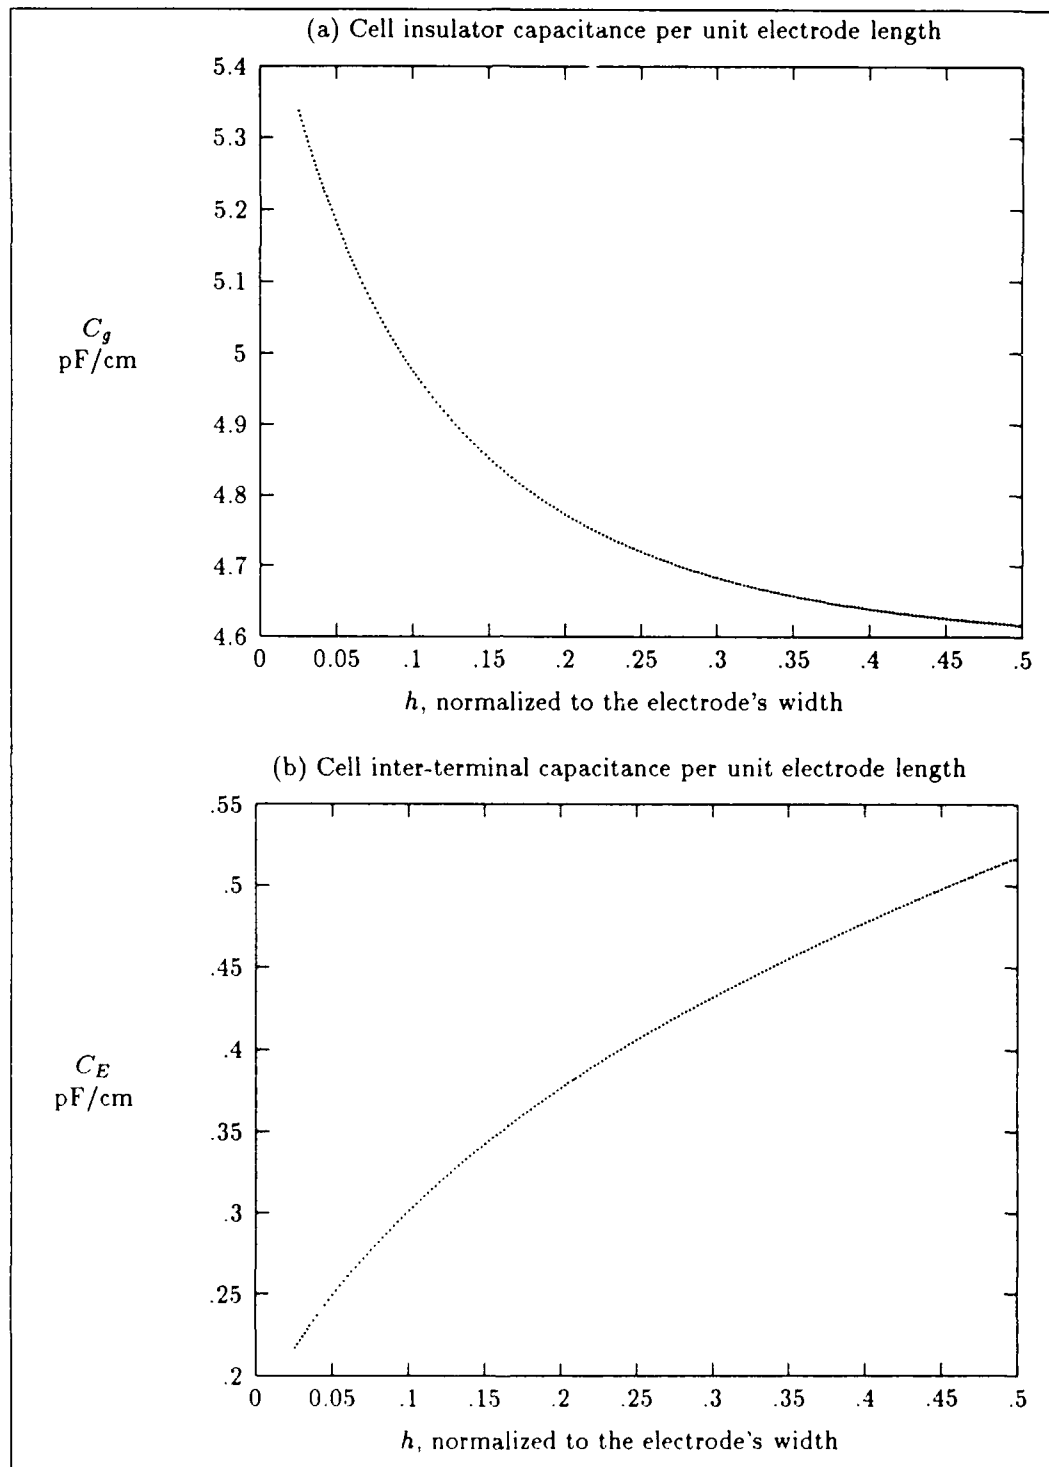 (a) Cell insulator capacitance per unit electrode length
5.4
5.3
5.2
5.1
5
4.9
4.8
4.7
4.6
C_g
pF/cm
0 0.05 .1 .15 .2 .25 .3 .35 .4 .45 .5
h, normalized to the electrode's width
(b) Cell inter-terminal capacitance per unit electrode length
.55
.5
.45
.4
.35
.3
.25
.2
C_E
pF/cm
0 0.05 .1 .15 .2 .25 .3 .35 .4 .45 .5
h, normalized to the electrode's width